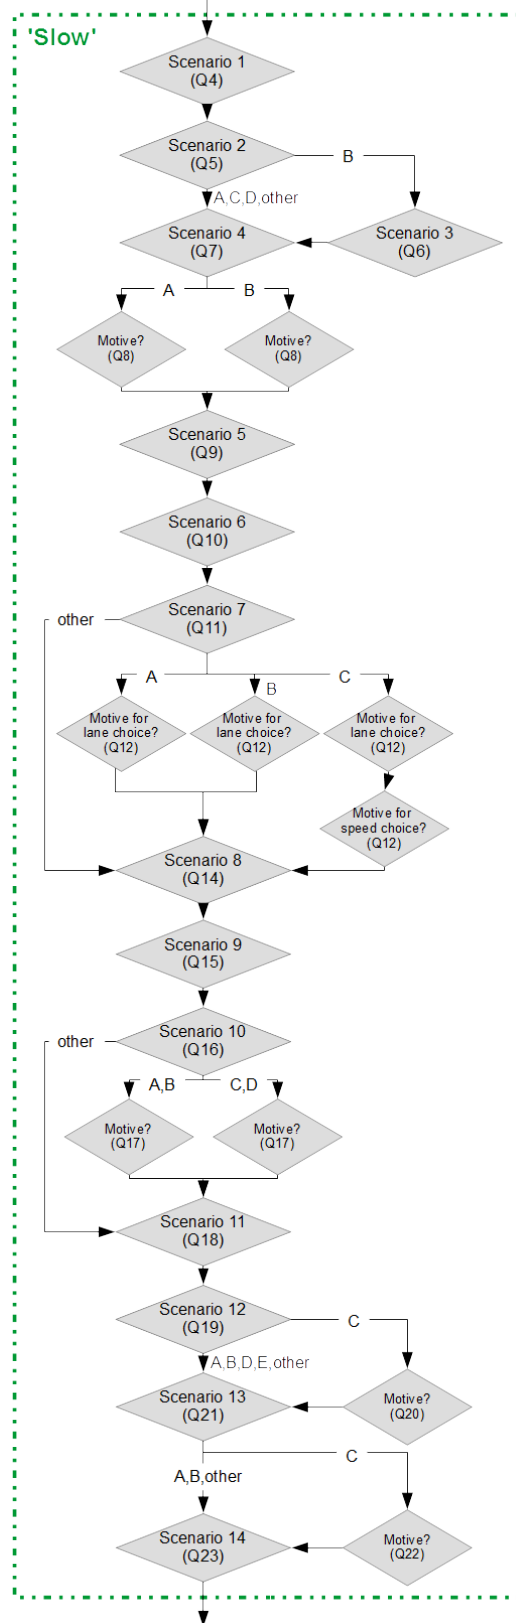 'Slow'
Scenario 1
(Q4)
Scenario 2
(Q5)
B
A,C,D,other
Scenario 4
(Q7)
Scenario 3
(Q6)
A
B
Motive?
(Q8)
Motive?
(Q8)
Scenario 5
(Q9)
Scenario 6
(Q10)
Scenario 7
(Q11)
other
A
B
C
Motive for
lane choice?
(Q12)
Motive for
lane choice?
(Q12)
Motive for
lane choice?
(Q12)
Motive for
speed choice?
(Q12)
Scenario 8
(Q14)
Scenario 9
(Q15)
Scenario 10
(Q16)
other
A,B
C,D
Motive?
(Q17)
Motive?
(Q17)
Scenario 11
(Q18)
Scenario 12
(Q19)
C
A,B,D,E,other
Scenario 13
(Q21)
Motive?
(Q20)
C
A,B,other
Scenario 14
(Q23)
Motive?
(Q22)